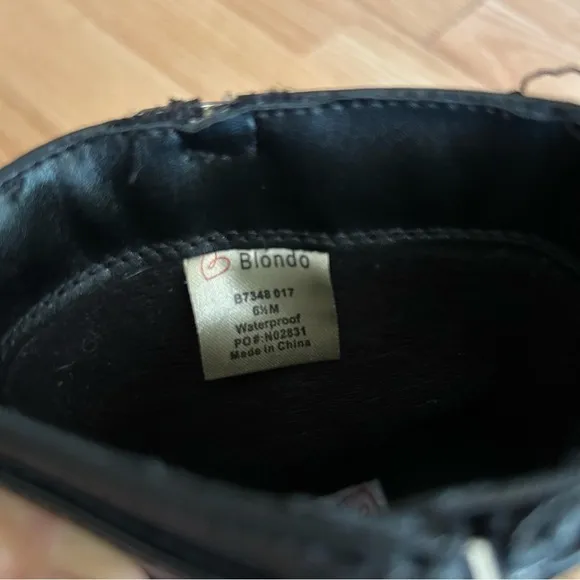 Blondo
B7348 017
6½M
Waterproof
PO#:N02831
Made in China